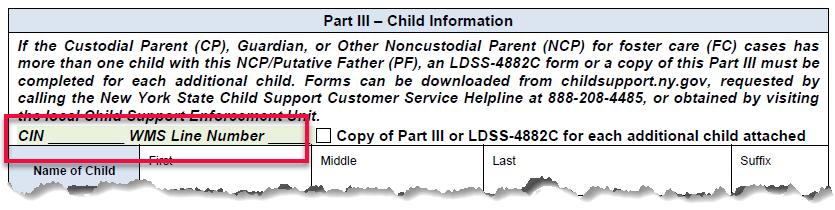 Part III – Child Information
If the Custodial Parent (CP), Guardian, or Other Noncustodial Parent (NCP) for foster care (FC) cases has
more than one child with this NCP/Putative Father (PF), an LDSS-4882C form or a copy of this Part III must be
completed for each additional child. Forms can be downloaded from childsupport.ny.gov, requested by
calling the New York State Child Support Customer Service Helpline at 888-208-4485, or obtained by visiting
the local Child Support Enforcement Unit.
CIN _________ WMS Line Number _____ ☐ Copy of Part III or LDSS-4882C for each additional child attached
Name of Child First Middle Last Suffix